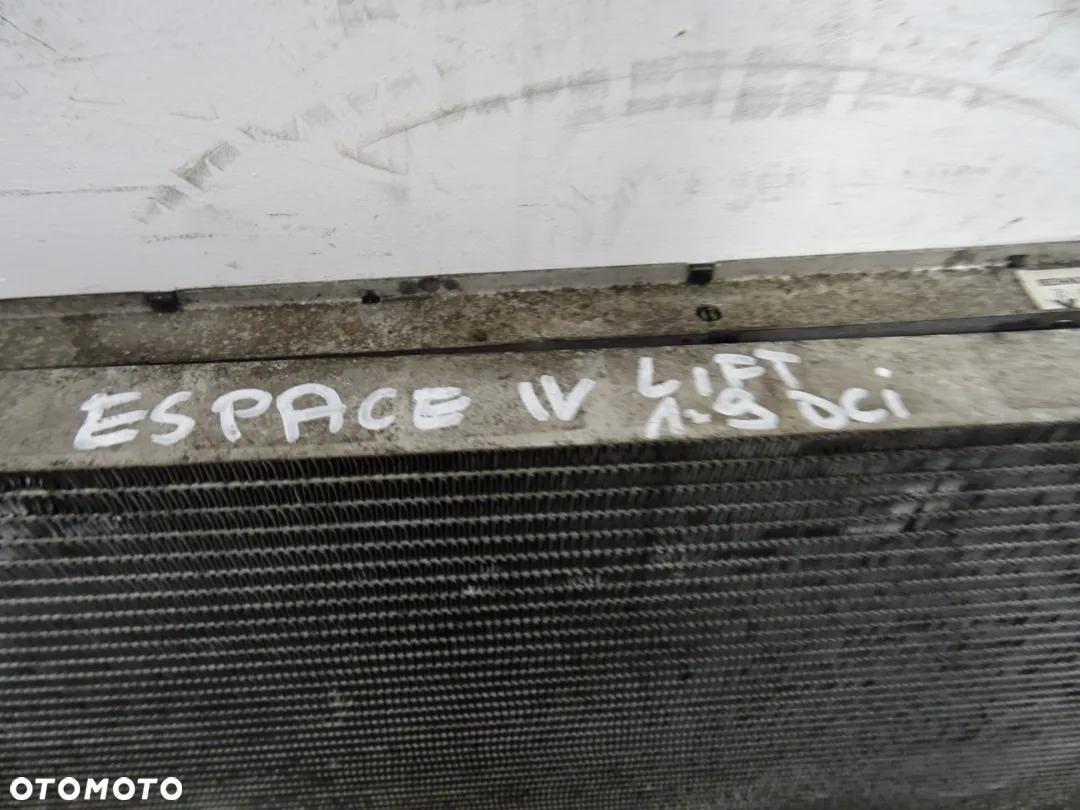 ESPACE IV LIFT
1.9 DCi
OTOMOTO